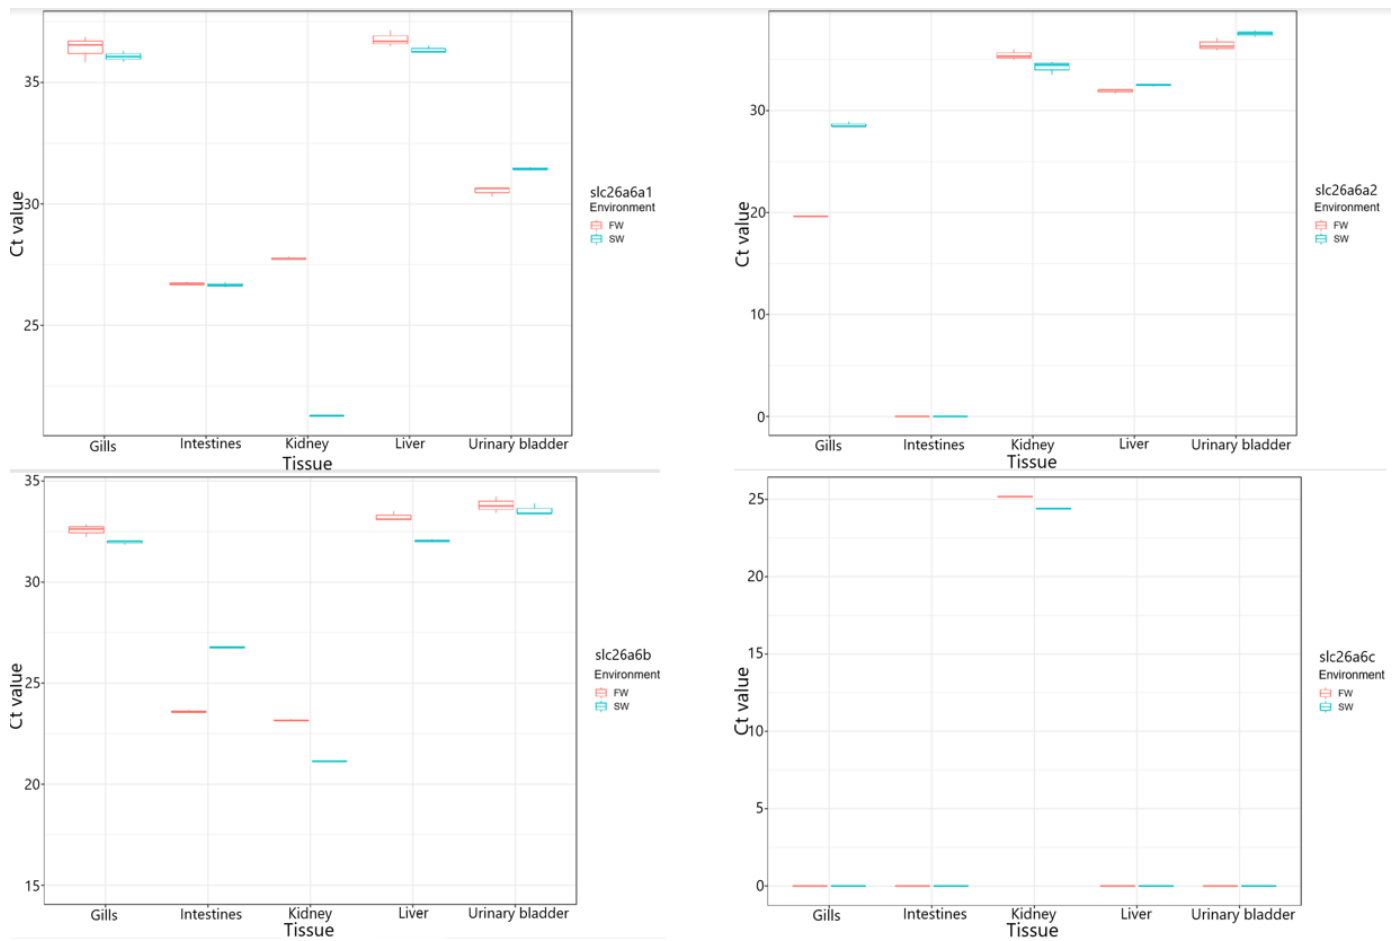 35
30
25
Ct value
Gills
Intestines
Kidney
Liver
Urinary bladder
Tissue
slc26a6a1
Environment
FW
SW
30
20
10
0
Ct value
Gills
Intestines
Kidney
Liver
Urinary bladder
Tissue
slc26a6a2
Environment
FW
SW
35
30
25
20
15
Ct value
Gills
Intestines
Kidney
Liver
Urinary bladder
Tissue
slc26a6b
Environment
FW
SW
25
20
15
10
5
0
Ct value
Gills
Intestines
Kidney
Liver
Urinary bladder
Tissue
slc26a6c
Environment
FW
SW